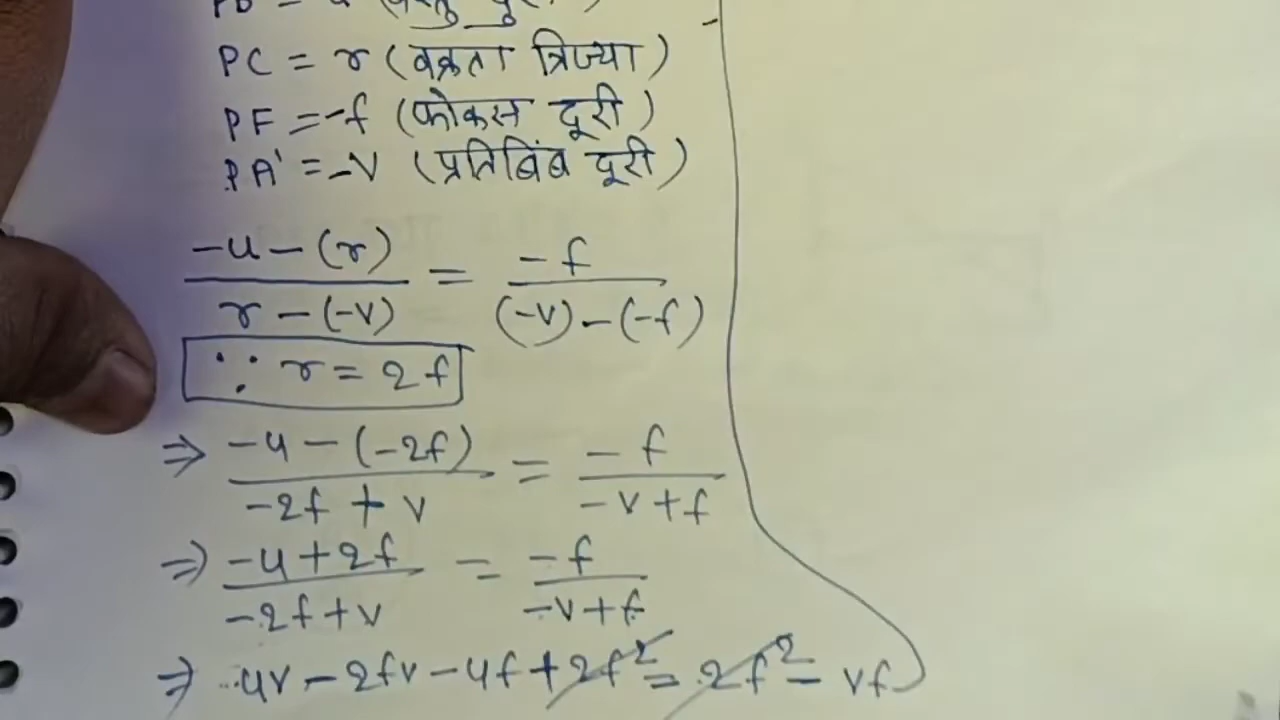 PC = r (वक्रता त्रिज्या)
PF = -f (फोकस दूरी)
PA' = -v (प्रतिबिंब दूरी)
-u - (r) / r - (-v) = -f / (-v) - (-f)
∵ r = 2f
⇒ -u - (-2f) / -2f + v = -f / -v + f
⇒ -u + 2f / -2f + v = -f / -v + f
⇒ uv - 2fv - uf + 2f² = 2f² - vf